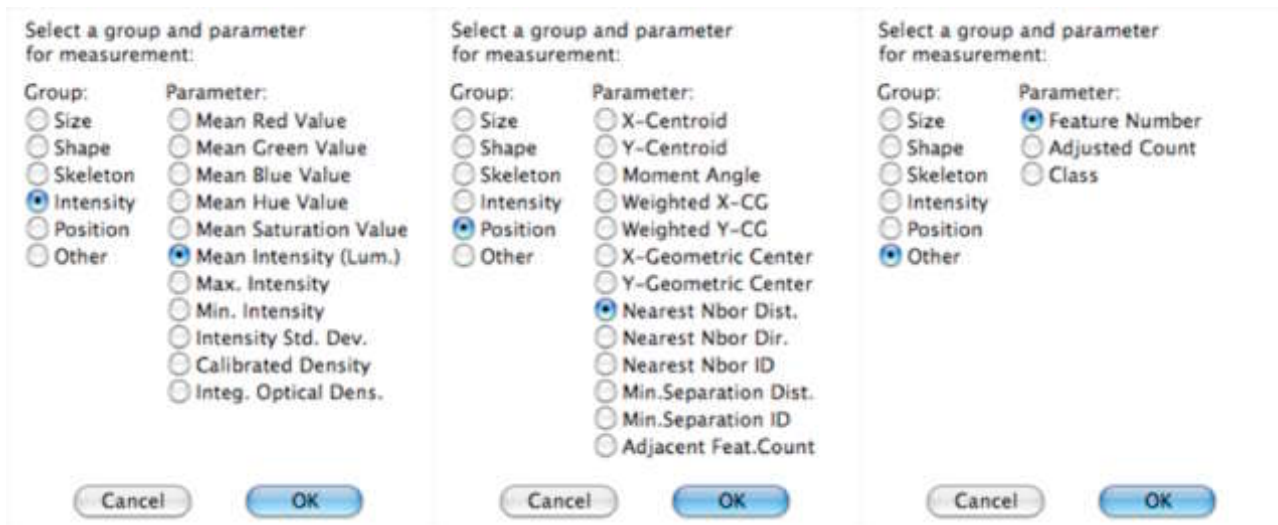 Select a group and parameter
for measurement:
Group:
Size
Shape
Skeleton
Intensity
Position
Other
Parameter:
Mean Red Value
Mean Green Value
Mean Blue Value
Mean Hue Value
Mean Saturation Value
Mean Intensity (Lum.)
Max. Intensity
Min. Intensity
Intensity Std. Dev.
Calibrated Density
Integ. Optical Dens.
Cancel
OK
Select a group and parameter
for measurement:
Group:
Size
Shape
Skeleton
Intensity
Position
Other
Parameter:
X-Centroid
Y-Centroid
Moment Angle
Weighted X-CG
Weighted Y-CG
X-Geometric Center
Y-Geometric Center
Nearest Nbor Dist.
Nearest Nbor Dir.
Nearest Nbor ID
Min.Separation Dist.
Min.Separation ID
Adjacent Feat.Count
Cancel
OK
Select a group and parameter
for measurement:
Group:
Size
Shape
Skeleton
Intensity
Position
Other
Parameter:
Feature Number
Adjusted Count
Class
Cancel
OK